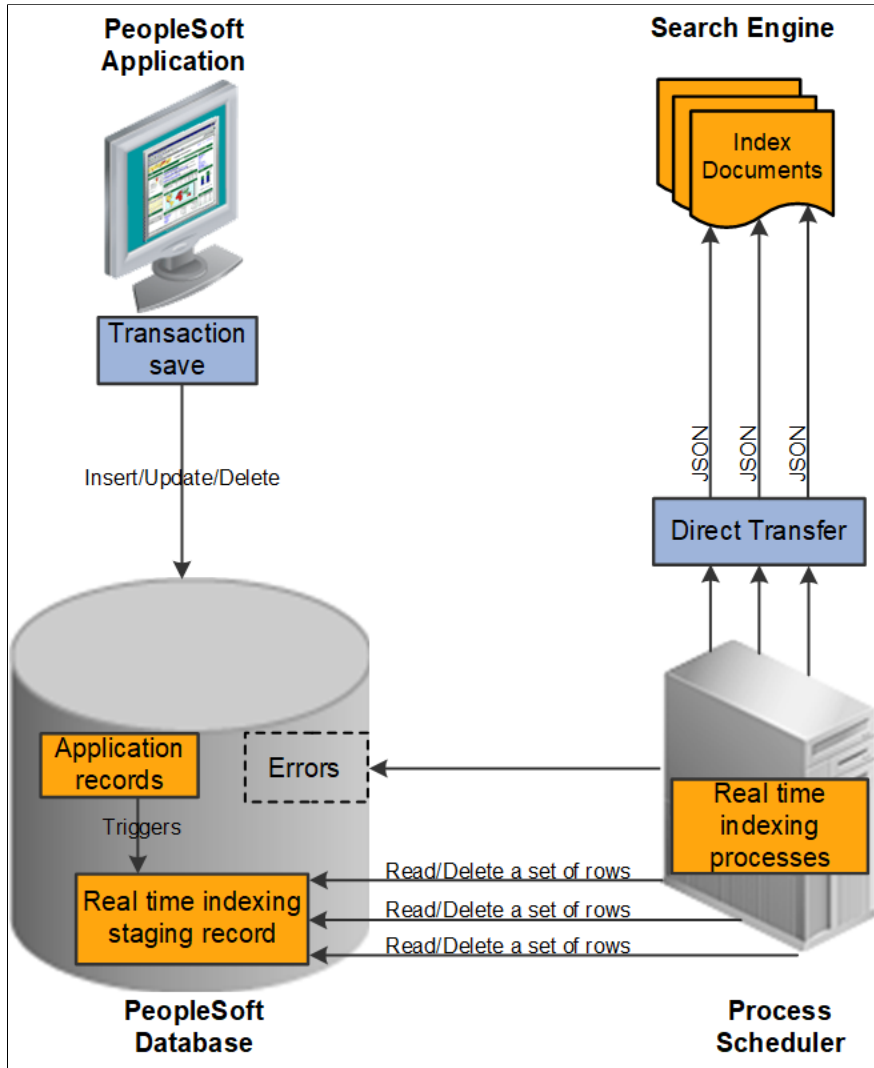 PeopleSoft
Application
Search Engine
Index
Documents
Transaction
save
Insert/Update/Delete
JSON
JSON
JSON
Direct Transfer
Application
records
Errors
Triggers
Real time
indexing
processes
Real time indexing
staging record
Read/Delete a set of rows
Read/Delete a set of rows
Read/Delete a set of rows
PeopleSoft
Database
Process
Scheduler